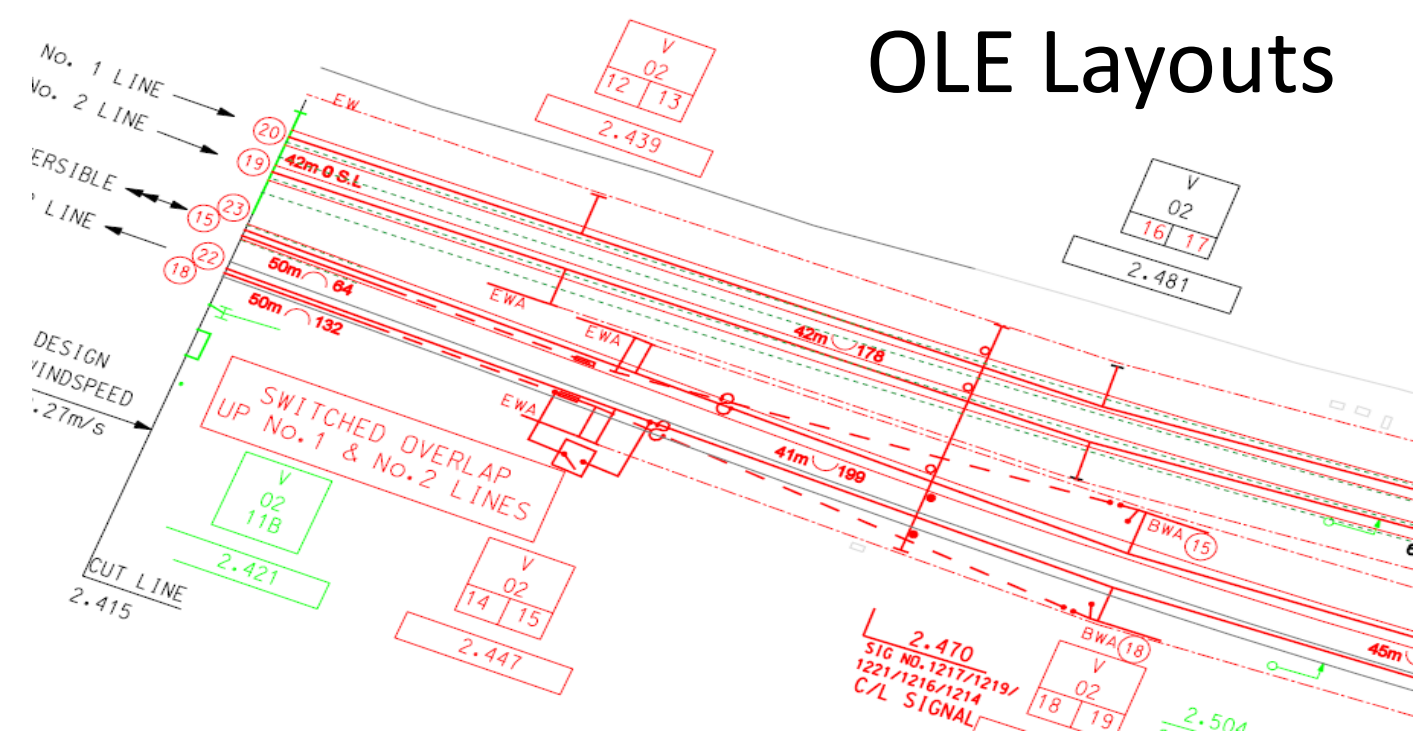 OLE Layouts
No. 1 LINE
No. 2 LINE
ERSIBLE
LINE
20
19
23
15
22
18
EW
42m 0 S.L
50m 64
50m 132
V
02
12 13
2.439
V
02
16 17
2.481
EWA
EWA
EWA
42m 178
41m 199
DESIGN
WINDSPEED
.27m/s
SWITCHED OVERLAP
UP No.1 & No.2 LINES
V
02
11B
2.421
CUT LINE
2.415
V
02
14 15
2.447
BWA 15
BWA 18
2.470
SIG NO.1217/1219/
1221/1216/1214
C/L SIGNAL
V
02
18 19
45m
2.504